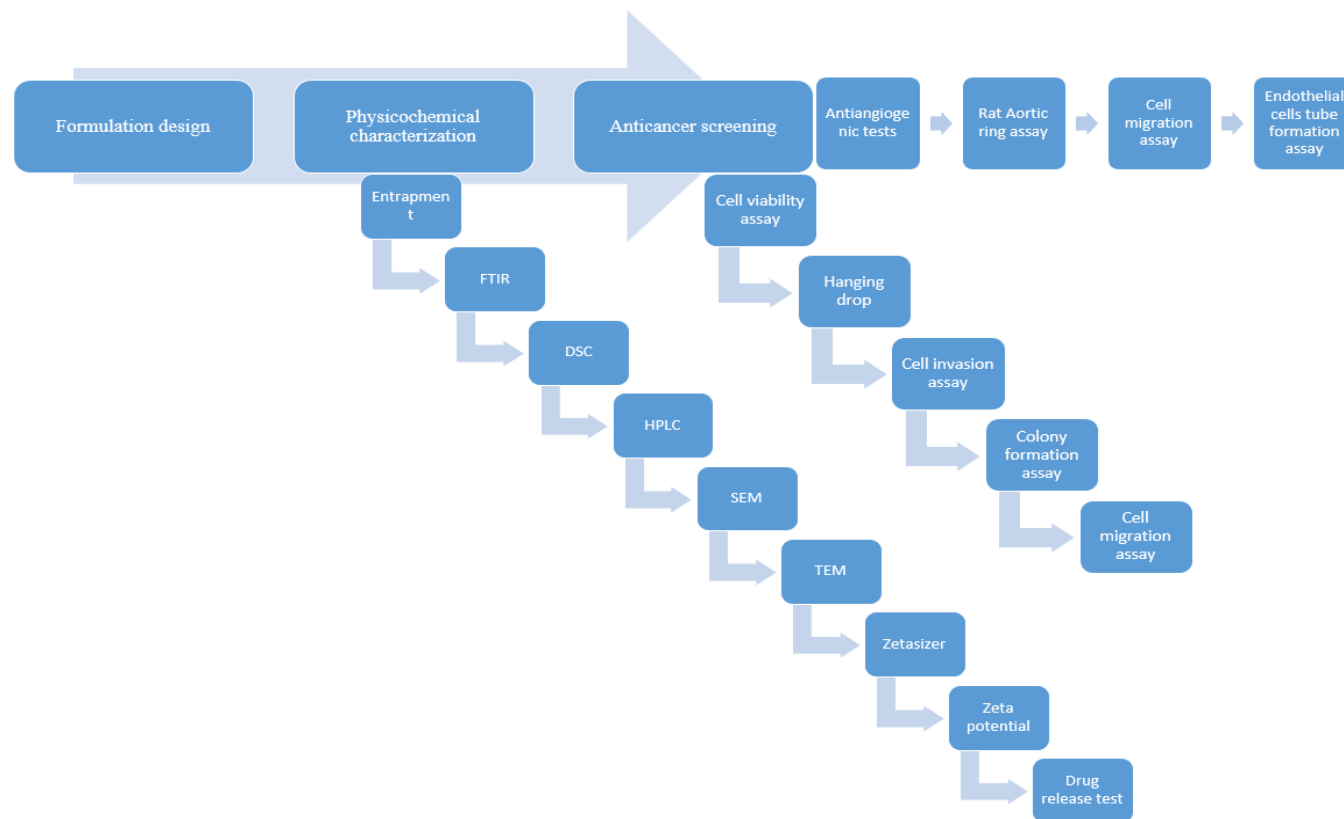 Formulation design
Physicochemical
characterization
Anticancer screening
Antiangioge
nic tests
Rat Aortic
ring assay
Cell
migration
assay
Endothelial
cells tube
formation
assay
Entrapmen
t
FTIR
DSC
HPLC
SEM
TEM
Zetasizer
Zeta
potential
Drug
release test
Cell viability
assay
Hanging
drop
Cell invasion
assay
Colony
formation
assay
Cell
migration
assay